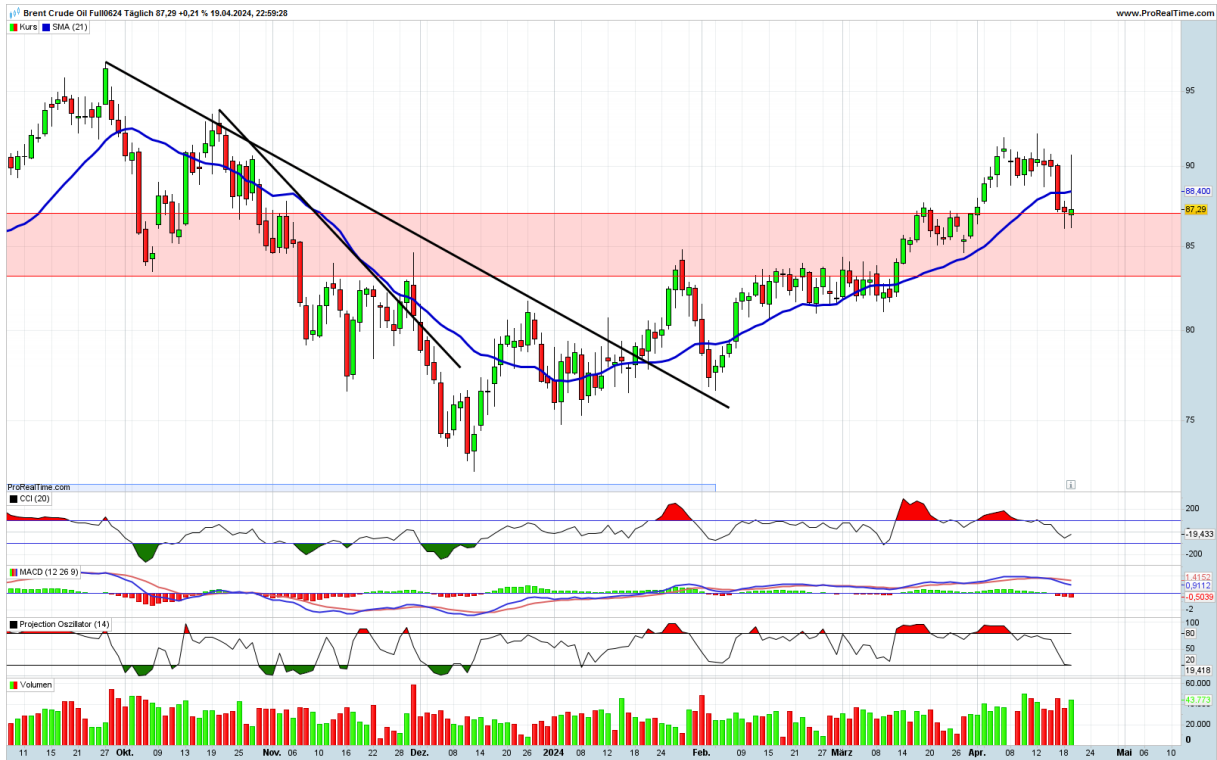 Brent Crude Oil Full0624 Täglich 87,29 +0,21 % 19.04.2024, 22:59:28 www.ProRealTime.com
Kurs SMA (21)
95
90
88,400
87,29
85
80
75
ProRealTime.com
CCI (20)
200
-19,433
-200
MACD (12 26 9)
1,4152
0,9112
-0,5039
-2
Projection Oszillator (14)
100
80
50
20
19,418
Volumen
60.000
43.773
20.000
0
11 15 21 27 Okt. 09 13 19 25 Nov. 06 10 16 22 28 Dez. 08 14 20 26 2024 08 12 18 24 Feb. 09 15 21 27 März 08 14 20 26 Apr. 08 12 18 24 Mai 06 10